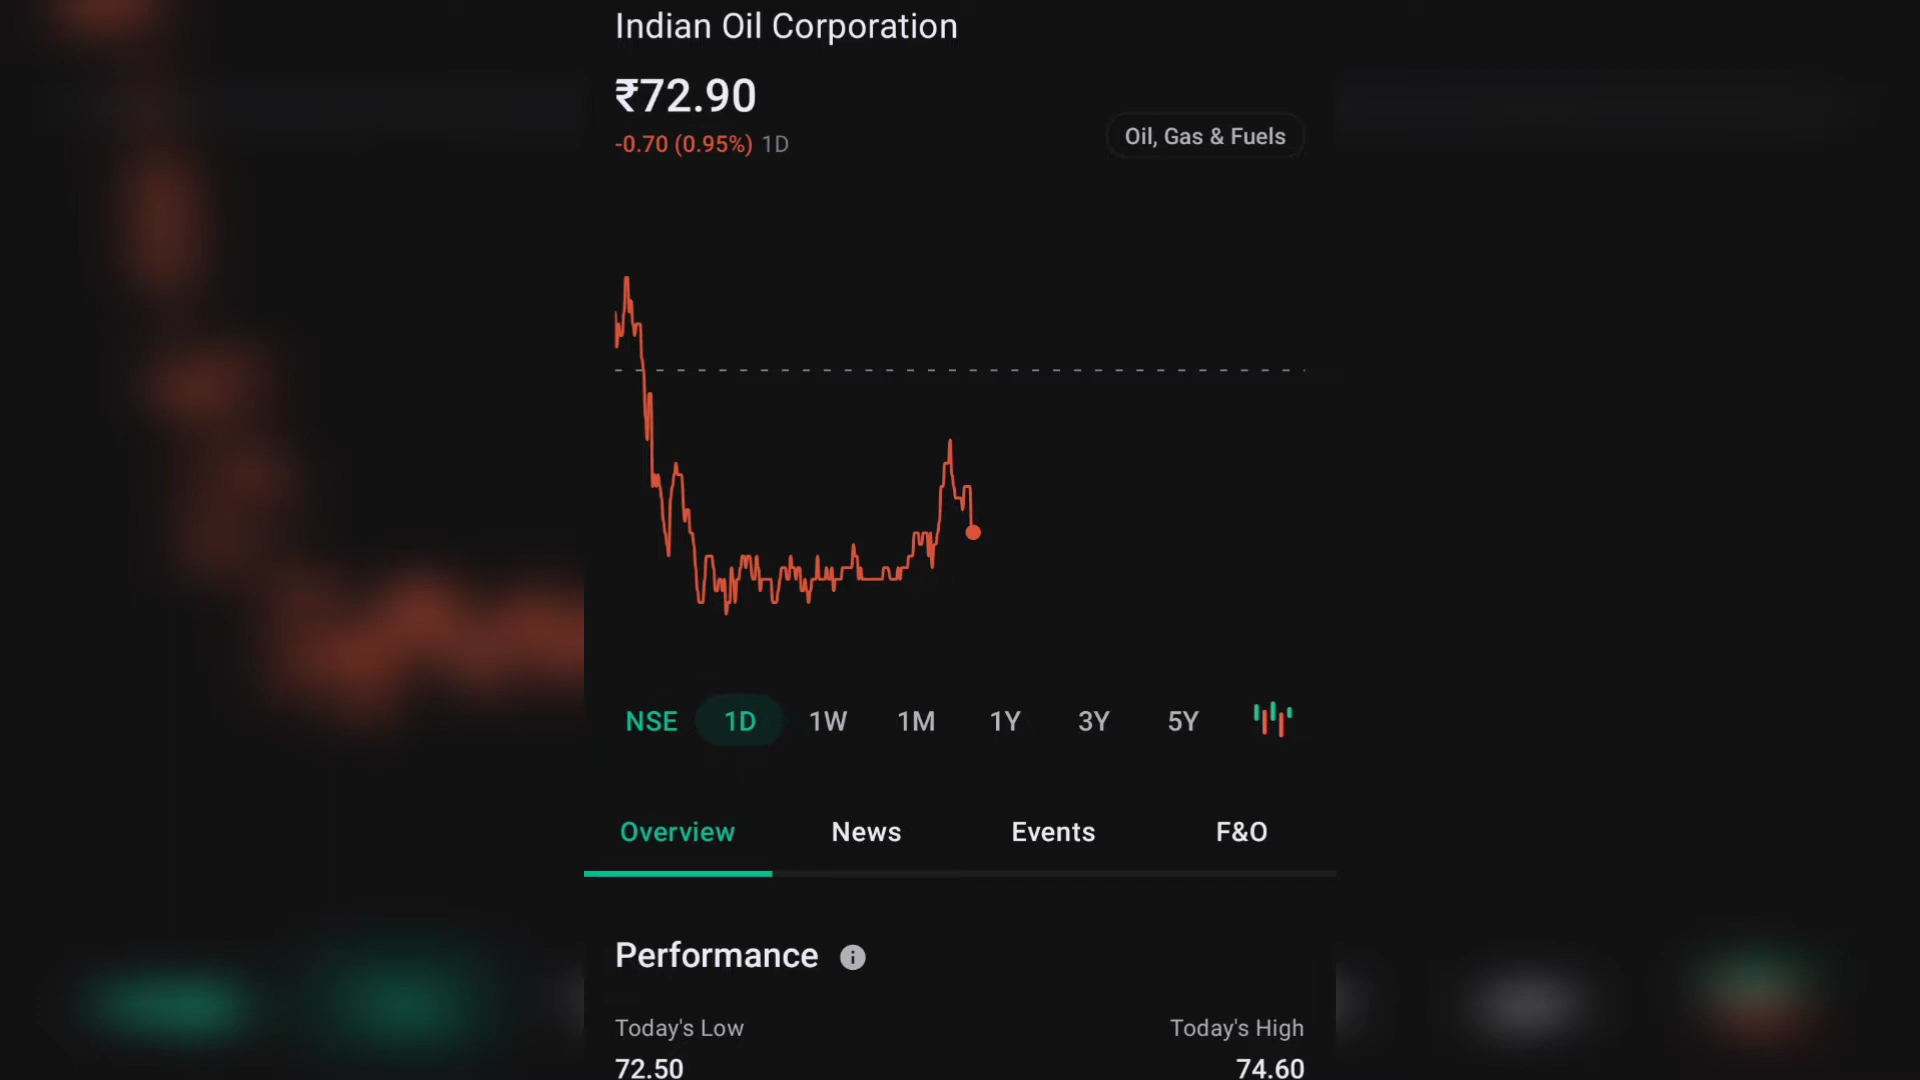 Indian Oil Corporation
₹72.90
-0.70 (0.95%) 1D
Oil, Gas & Fuels
NSE 1D 1W 1M 1Y 3Y 5Y
Overview News Events F&O
Performance
Today's Low Today's High
72.50 74.60